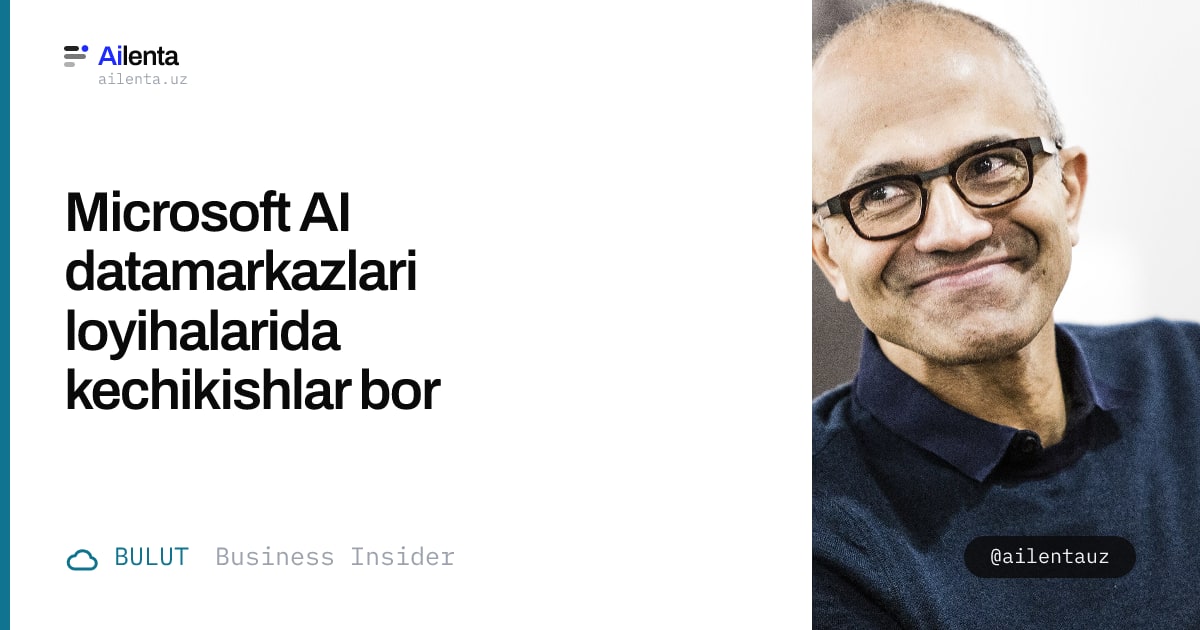 Ailenta
ailenta.uz
Microsoft AI
datamarkazlari
loyihalarida
kechikishlar bor
BULUT Business Insider
@ailentauz